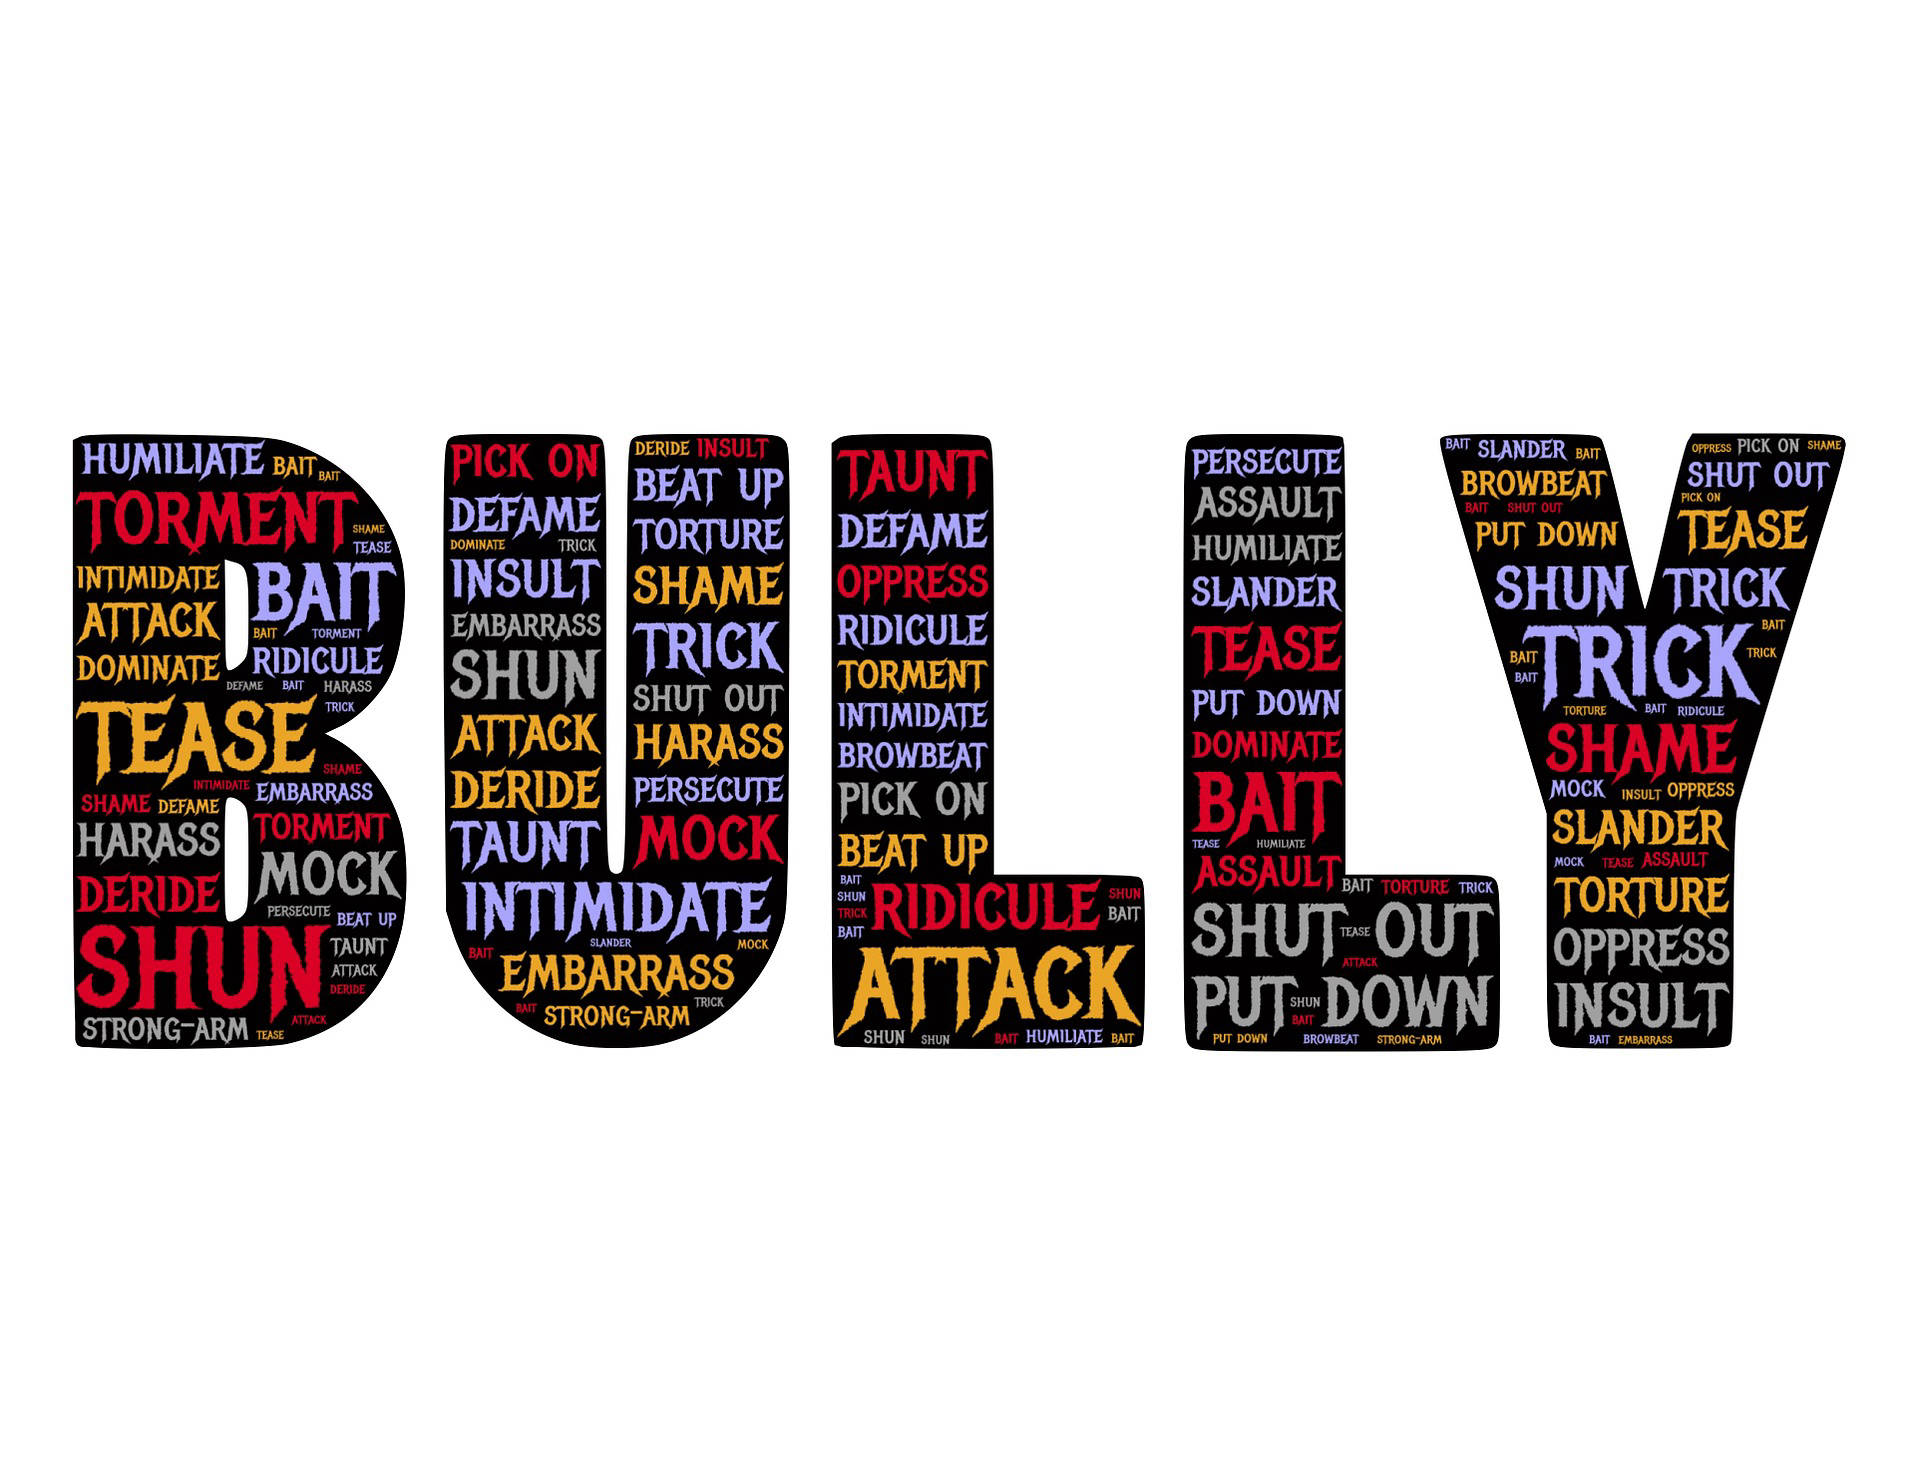 HUMILIATE BAIT BAIT
TORMENT SHAME
TEASE
INTIMIDATE BAIT
ATTACK BAIT TORMENT
DOMINATE RIDICULE
DEFAME BAIT HARASS
TEASE TRICK
SHAME
INTIMIDATE EMBARRASS
SHAME DEFAME
HARASS TORMENT
MOCK
DERIDE
PERSECUTE BEAT UP
SHUN TAUNT
ATTACK
DERIDE
STRONG-ARM TEASE ATTACK
PICK ON
DEFAME
DOMINATE TRICK
INSULT
EMBARRASS
SHUN
ATTACK
DERIDE
TAUNT
DERIDE INSULT
BEAT UP
TORTURE
SHAME
TRICK
SHUT OUT
HARASS
PERSECUTE
MOCK
INTIMIDATE
SLANDER MOCK
BAIT EMBARRASS
BAIT STRONG-ARM TRICK
TAUNT
DEFAME
OPPRESS
RIDICULE
TORMENT
INTIMIDATE
BROWBEAT
PICK ON
BEAT UP
BAIT
SHUN RIDICULE SHUN
TRICK BAIT
BAIT
ATTACK
SHUN SHUN BAIT HUMILIATE BAIT
PERSECUTE
ASSAULT
HUMILIATE
SLANDER
TEASE
PUT DOWN
DOMINATE
BAIT
TEASE HUMILIATE
ASSAULT BAIT TORTURE TRICK
SHUT TEASE OUT
ATTACK
PUT SHUN DOWN
BAIT
PUT DOWN BROWBEAT STRONG-ARM
BAIT SLANDER BAIT
BROWBEAT
BAIT SHUT OUT
PUT DOWN
SHUN
OPPRESS PICK ON SHAME
SHUT OUT
PICK ON
TEASE
TRICK
BAIT
BAIT TRICK TRICK
BAIT
TORTURE BAIT RIDICULE
SHAME
MOCK INSULT OPPRESS
SLANDER
MOCK TEASE ASSAULT
TORTURE
OPPRESS
INSULT
BAIT EMBARRASS